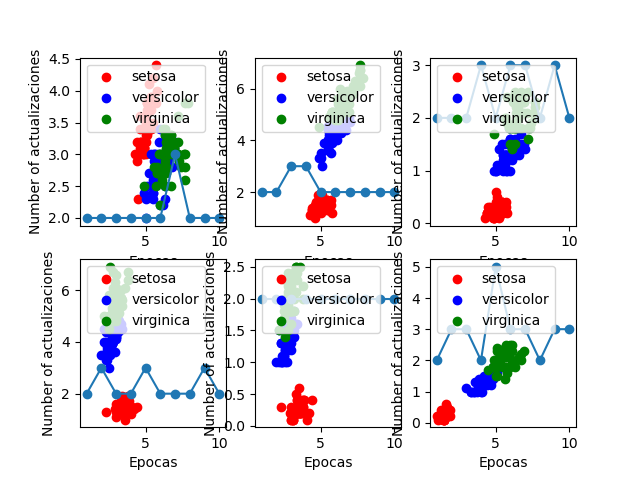 4.5
4.0
3.5
3.0
2.5
2.0
Number of actualizaciones
setosa
versicolor
virginica
5
10
Epocas
6
4
2
Number of actualizaciones
setosa
versicolor
virginica
5
10
Epocas
3
2
1
0
Number of actualizaciones
setosa
versicolor
virginica
5
10
Epocas
6
4
2
Number of actualizaciones
setosa
versicolor
virginica
5
10
Epocas
2.5
2.0
1.5
1.0
0.5
0.0
Number of actualizaciones
setosa
versicolor
virginica
5
10
Epocas
5
4
3
2
1
0
Number of actualizaciones
setosa
versicolor
virginica
5
10
Epocas